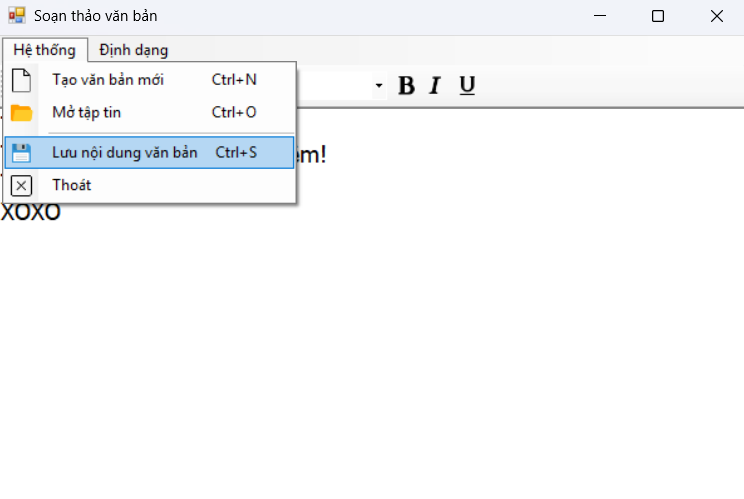 Soạn thảo văn bản
Hệ thống Định dạng
Tạo văn bản mới Ctrl+N
Mở tập tin Ctrl+O
B I U
Lưu nội dung văn bản Ctrl+S
Thoát
XOXO